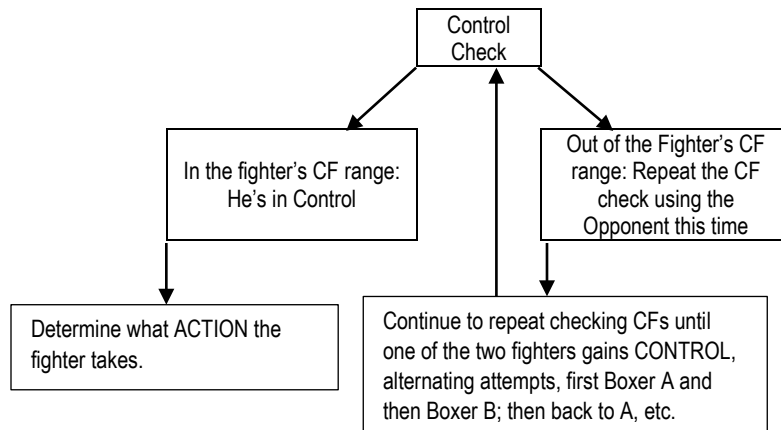 Control
Check
In the fighter's CF range:
He's in Control
Out of the Fighter's CF
range: Repeat the CF
check using the
Opponent this time
Determine what ACTION the
fighter takes.
Continue to repeat checking CFs until
one of the two fighters gains CONTROL,
alternating attempts, first Boxer A and
then Boxer B; then back to A, etc.